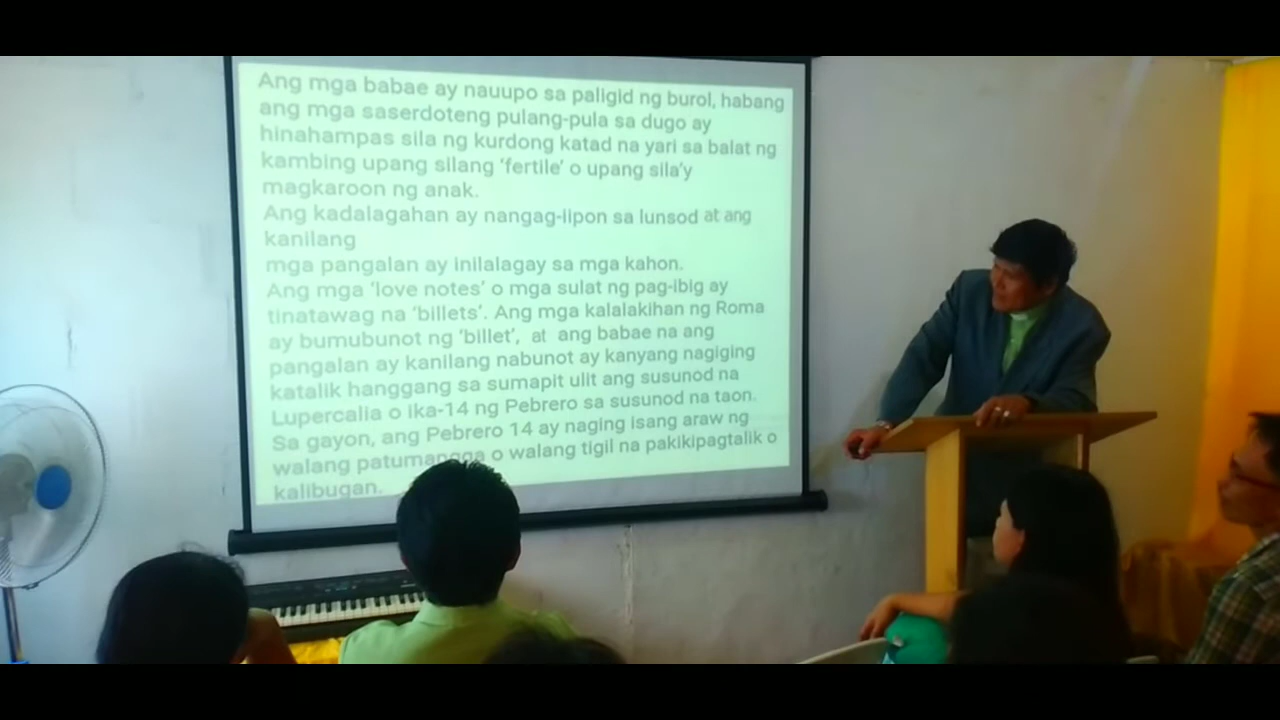 Ang mga babae ay nauupo sa paligid ng burol, habang
ang mga saserdoteng pulang-pula sa dugo ay
hinahampas sila ng kurdong katad na yari sa balat ng
kambing upang silang ‘fertile’ o upang sila’y
magkaroon ng anak.
Ang kadalagahan ay nangag-iipon sa lunsod at ang
kanilang
mga pangalan ay inilalagay sa mga kahon.
Ang mga ‘love notes’ o mga sulat ng pag-ibig ay
tinatawag na ‘billets’. Ang mga kalalakihan ng Roma
ay bumubunot ng ‘billet’, at ang babae na ang
pangalan ay kanilang nabunot ay kanyang nagiging
katalik hanggang sa sumapit ulit ang susunod na
Lupercalia o ika-14 ng Pebrero sa susunod na taon.
Sa gayon, ang Pebrero 14 ay naging isang araw ng
walang patumangga o walang tigil na pakikipagtalik o
kalibugan.